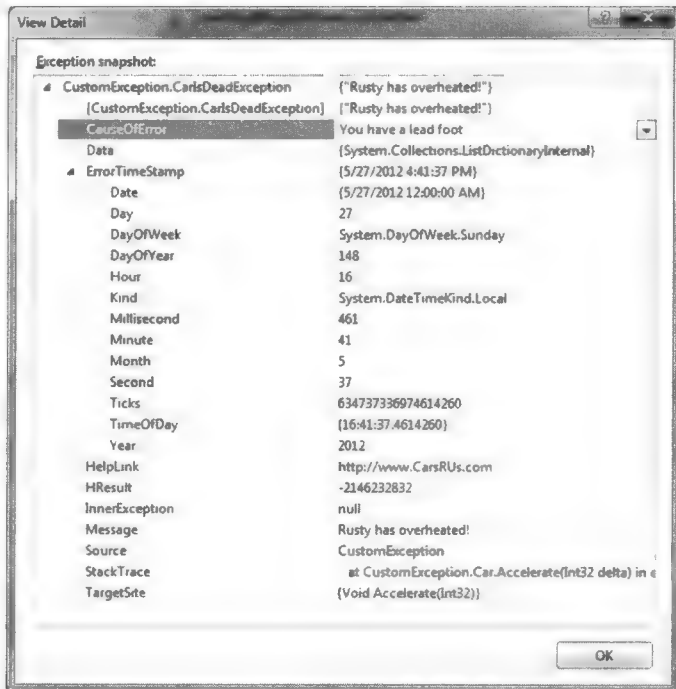 View Detail
Exception snapshot:
CustomException.CarIsDeadException {"Rusty has overheated!"}
[CustomException.CarIsDeadException] {"Rusty has overheated!"}
CauseOfError You have a lead foot
Data {System.Collections.ListDictionaryInternal}
ErrorTimeStamp {5/27/2012 4:41:37 PM}
Date {5/27/2012 12:00:00 AM}
Day 27
DayOfWeek System.DayOfWeek.Sunday
DayOfYear 148
Hour 16
Kind System.DateTimeKind.Local
Millisecond 461
Minute 41
Month 5
Second 37
Ticks 634737336974614260
TimeOfDay {16:41:37.4614260}
Year 2012
HelpLink http://www.CarsRUs.com
HResult -2146232832
InnerException null
Message Rusty has overheated!
Source CustomException
StackTrace at CustomException.Car.Accelerate(Int32 delta) in
TargetSite {Void Accelerate(Int32)}
OK